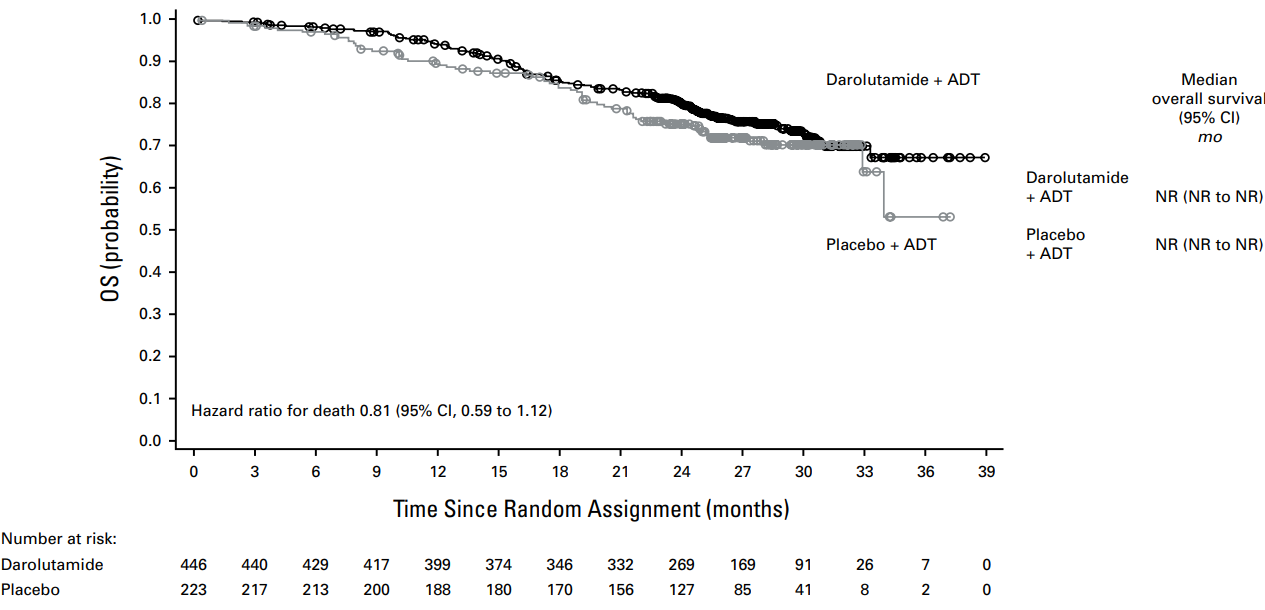 1.0
0.9
0.8
0.7
0.6
0.5
0.4
0.3
0.2
0.1
0.0
OS (probability)
Darolutamide + ADT
Placebo + ADT
Median
overall survival
(95% CI)
mo
Darolutamide
+ ADT
NR (NR to NR)
Placebo
+ ADT
NR (NR to NR)
Hazard ratio for death 0.81 (95% CI, 0.59 to 1.12)
0 3 6 9 12 15 18 21 24 27 30 33 36 39
Time Since Random Assignment (months)
Number at risk:
Darolutamide 446 440 429 417 399 374 346 332 269 169 91 26 7 0
Placebo 223 217 213 200 188 180 170 156 127 85 41 8 2 0